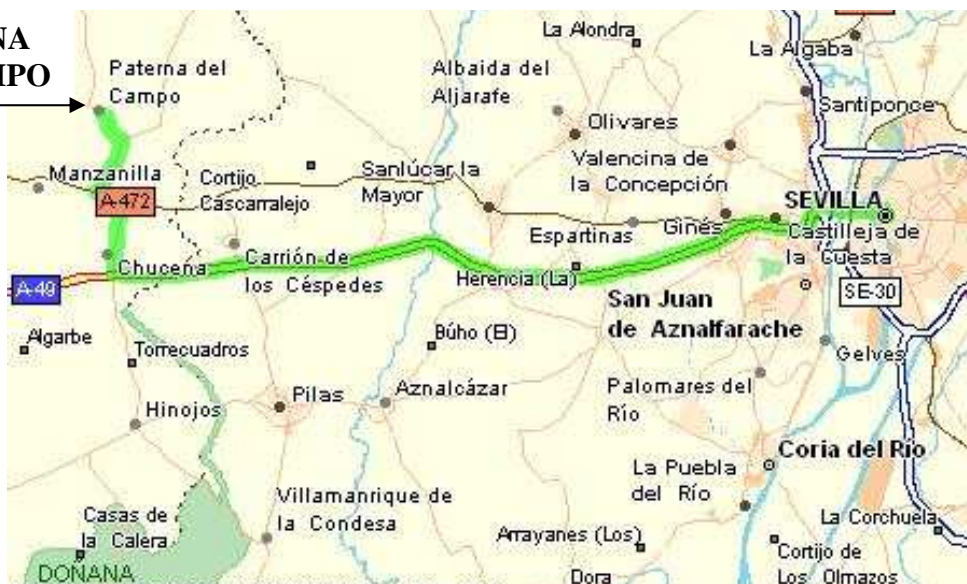 NA
IPO
Paterna del
Campo
La Alondra
La Algaba
Albaida del
Aljarafe
Santiponce
Olivares
Manzanilla
Cortijo
Cáscarralejo
Sanlúcar la
Mayor
Valencina de
la Concepción
A-472
SEVILLA
Espartinas
Ginés
Castilleja de
la Cuesta
Chucena
Carrión de
los Céspedes
Herencia (La)
A-49
SE-30
San Juan
de Aznalfarache
Algarbe
Torrecuadros
Búho (El)
Gelves
Hinojos
Pilas
Aznalcázar
Palomares del
Río
Coria del Río
La Puebla
del Río
Villamanrique de
la Condesa
Casas de
la Calera
Arrayanes (Los)
La Corchuela
Cortijo de
Los Olmazos
DOÑANA
Dora